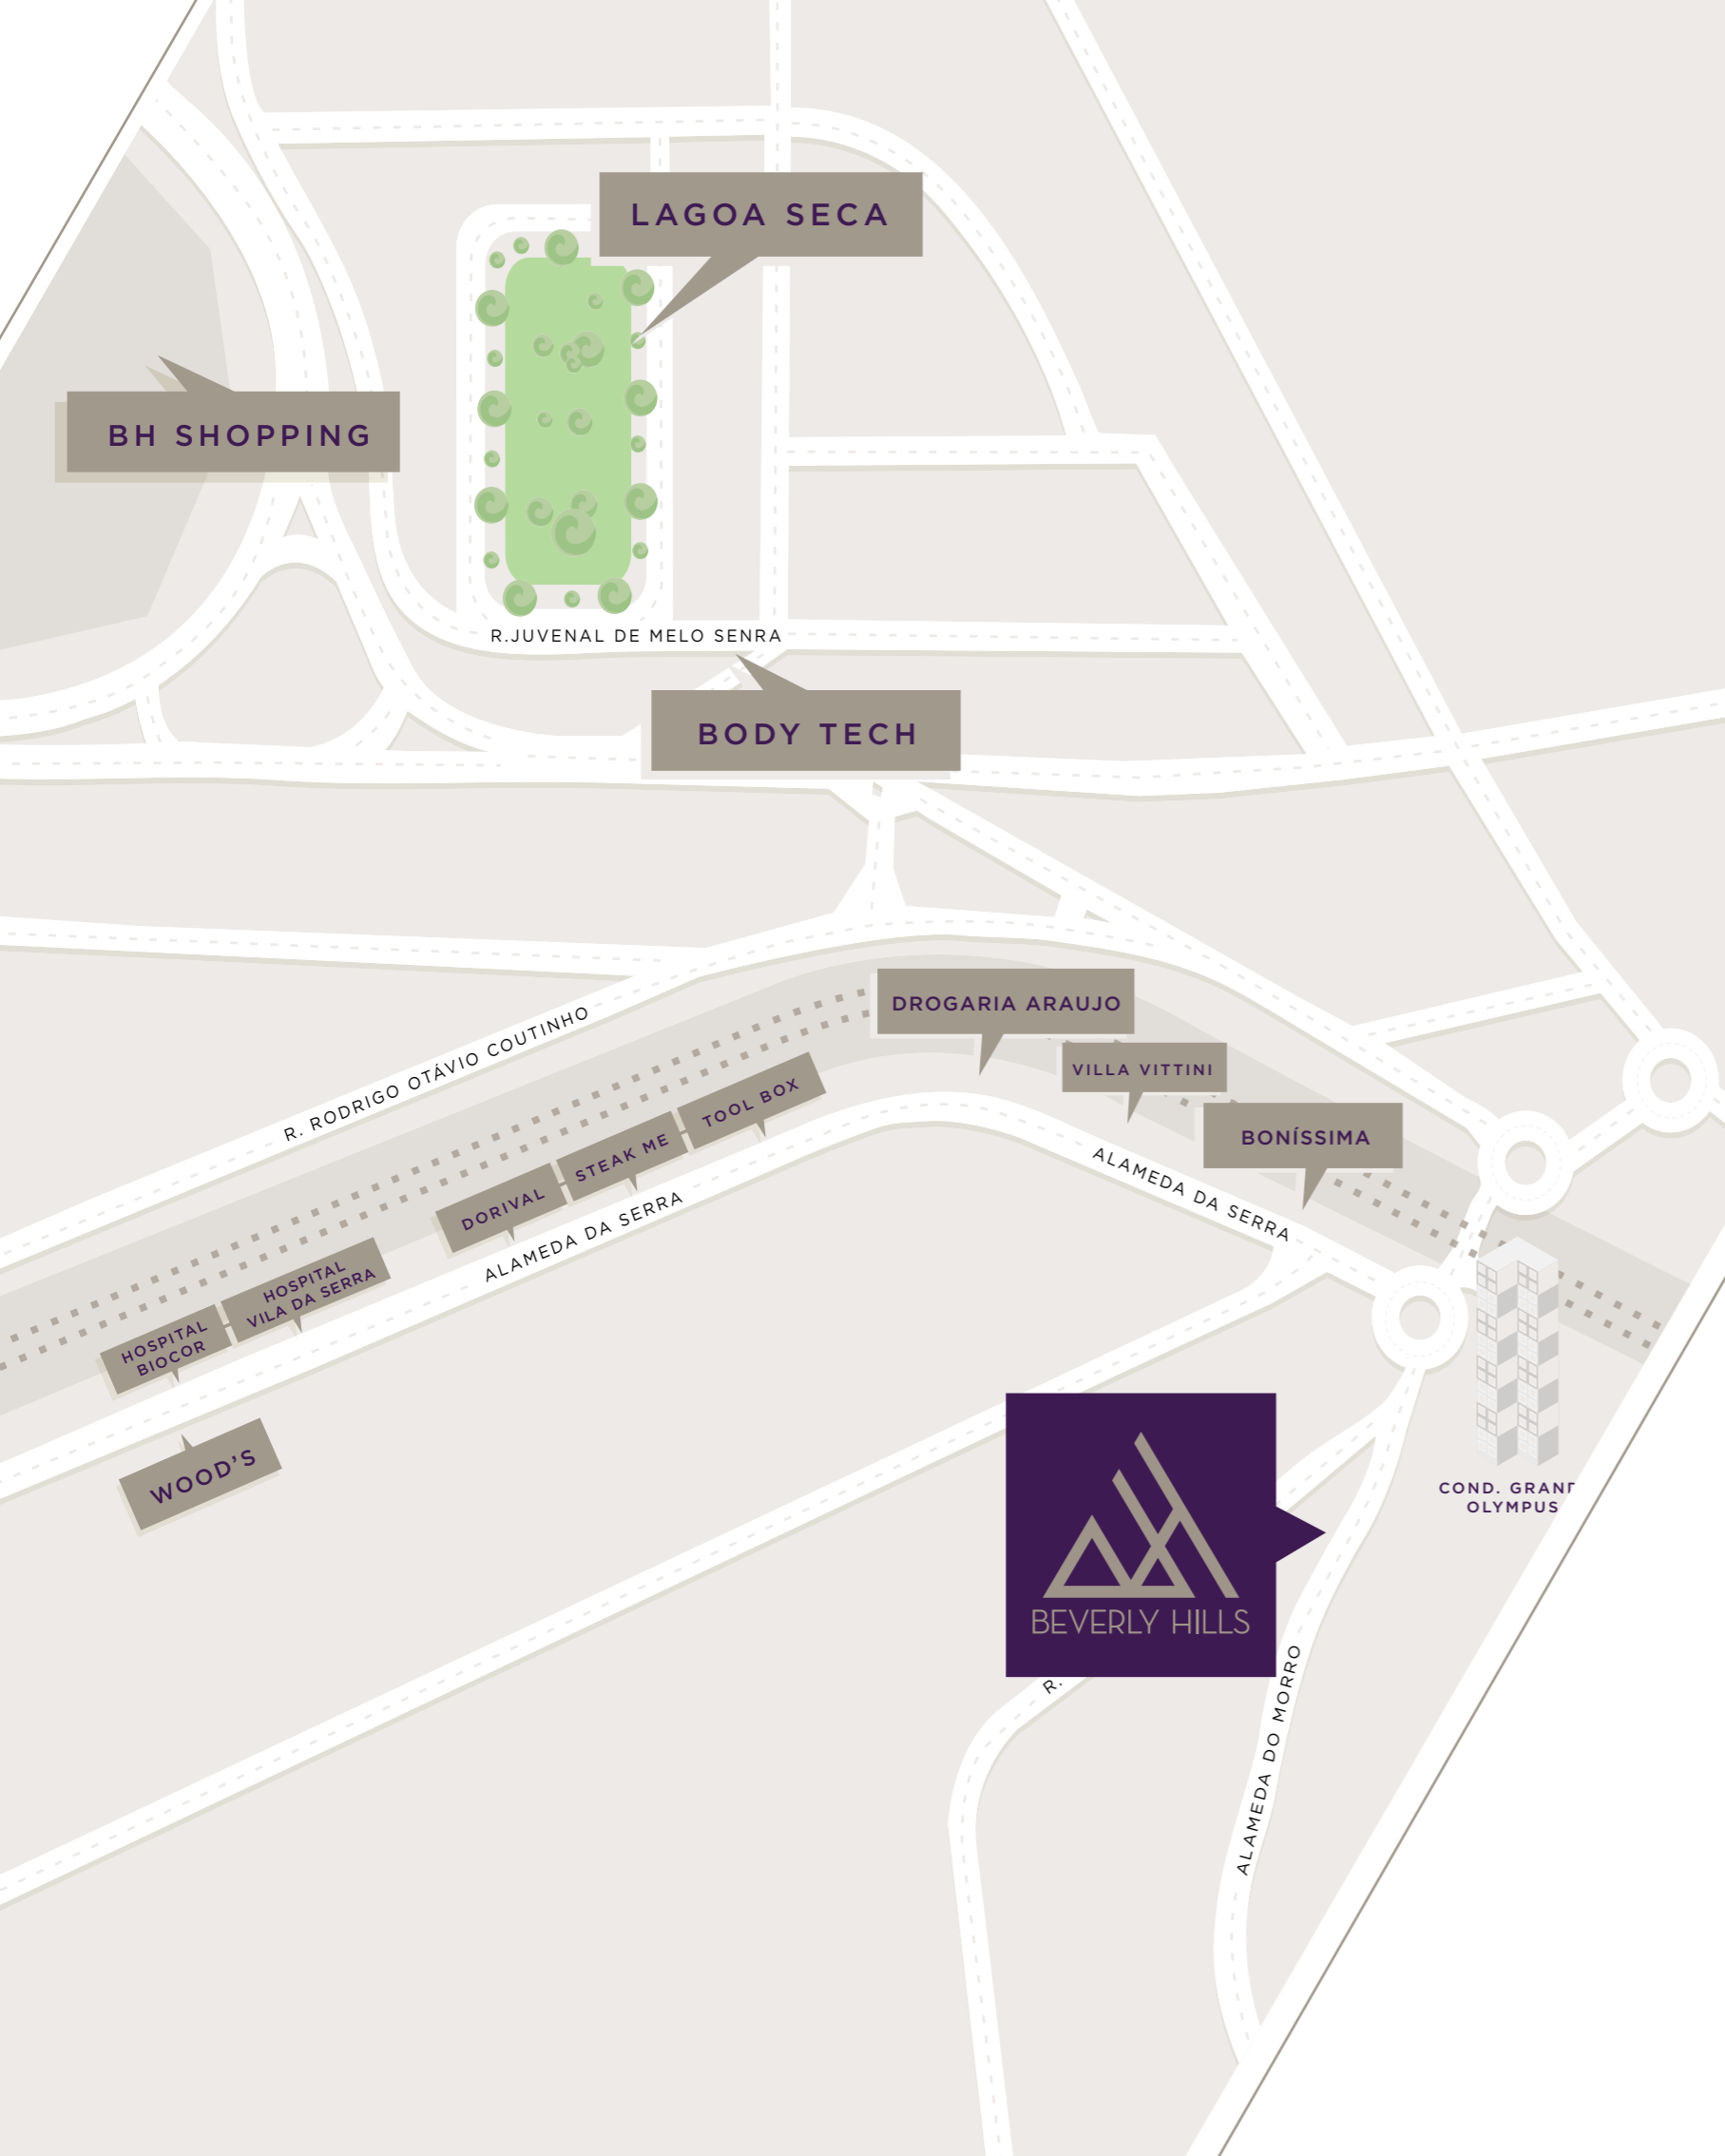 LAGOA SECA
BH SHOPPING
R.JUVENAL DE MELO SENRA
BODY TECH
DROGARIA ARAUJO
R. RODRIGO OTÁVIO COUTINHO
VILLA VITTINI
TOOL BOX
BONÍSSIMA
STEAK ME
DORIVAL
ALAMEDA DA SERRA
ALAMEDA DA SERRA
HOSPITAL
VILA DA SERRA
HOSPITAL
BIOCOR
WOOD'S
COND. GRAND
OLYMPUS
BEVERLY HILLS
R.
ALAMEDA DO MORRO